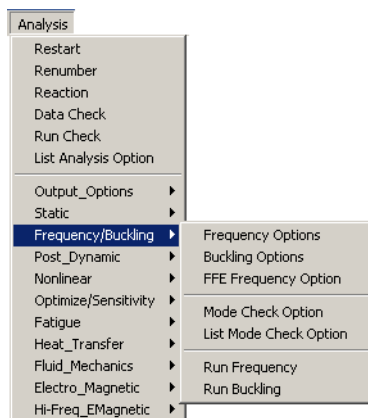 Analysis
Restart
Renumber
Reaction
Data Check
Run Check
List Analysis Option
Output_Options
Static
Frequency/Buckling
Post_Dynamic
Nonlinear
Optimize/Sensitivity
Fatigue
Heat_Transfer
Fluid_Mechanics
Electro_Magnetic
Hi-Freq_EMagnetic
Frequency Options
Buckling Options
FFE Frequency Option
Mode Check Option
List Mode Check Option
Run Frequency
Run Buckling